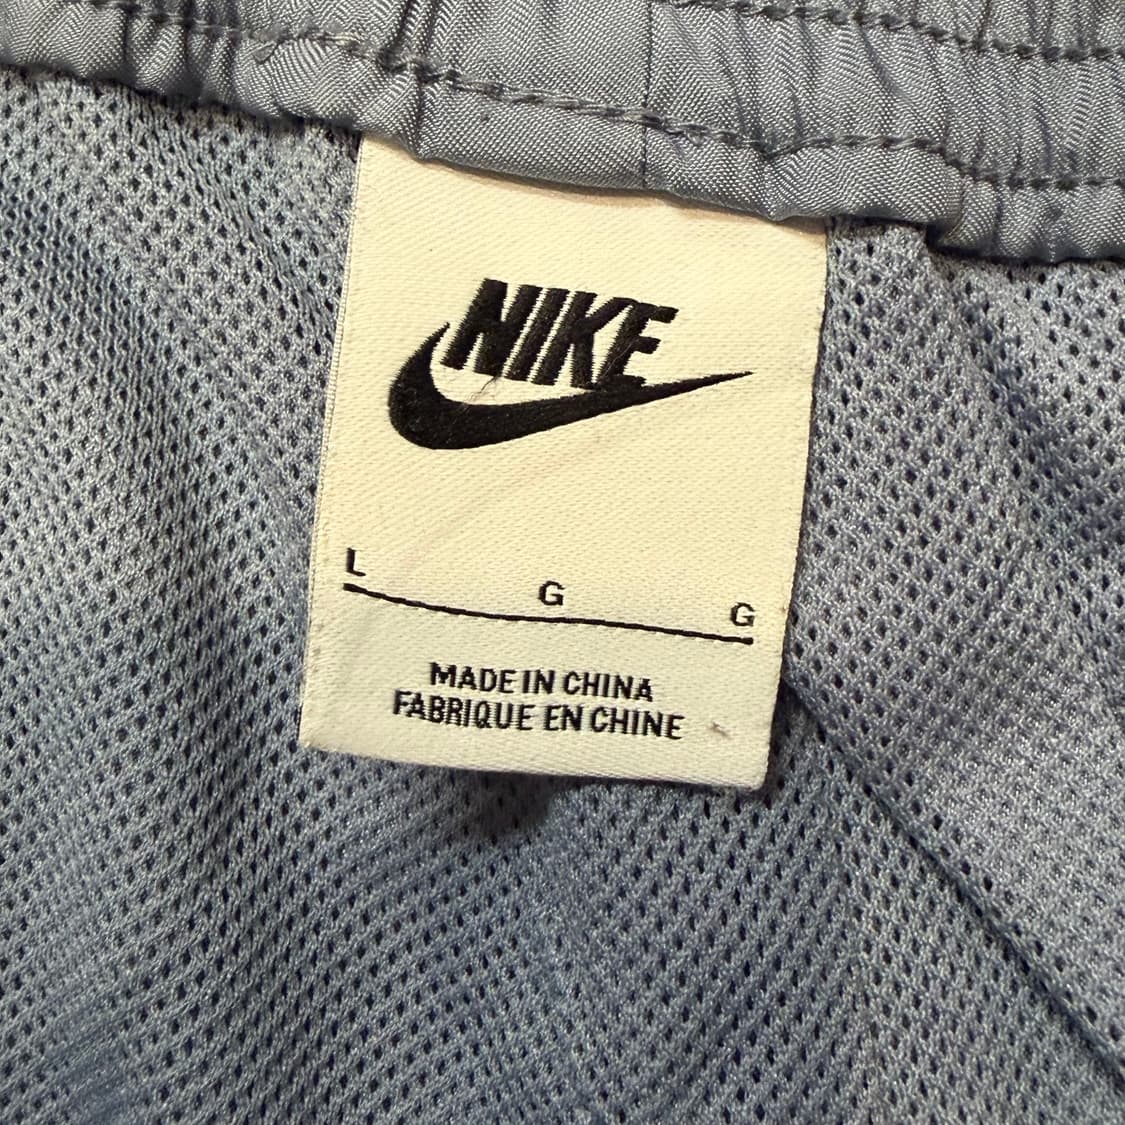 NIKE
L G G
MADE IN CHINA
FABRIQUE EN CHINE